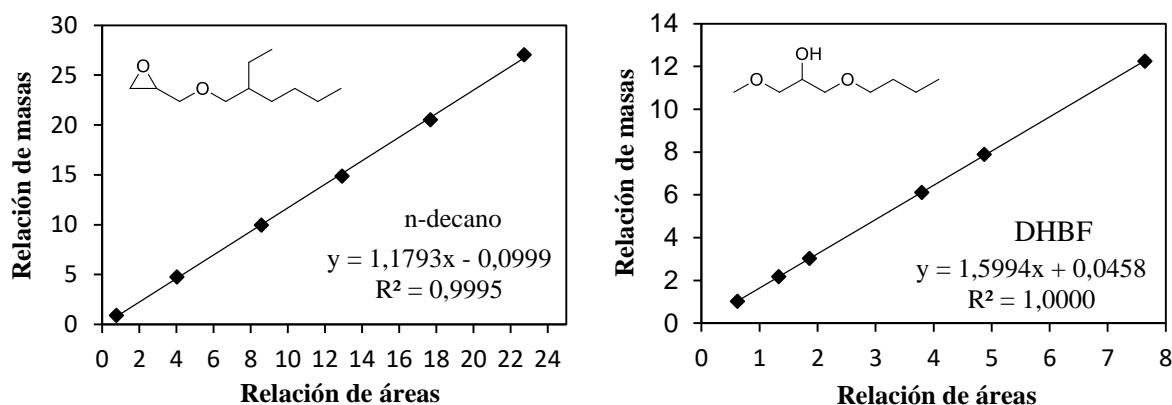 30
25
20
15
10
5
0
Relación de masas
O
O
n-decano
y = 1,1793x - 0,0999
R² = 0,9995
0 2 4 6 8 10 12 14 16 18 20 22 24
Relación de áreas
14
12
10
8
6
4
2
0
Relación de masas
OH
O
O
DHBF
y = 1,5994x + 0,0458
R² = 1,0000
0 1 2 3 4 5 6 7 8
Relación de áreas